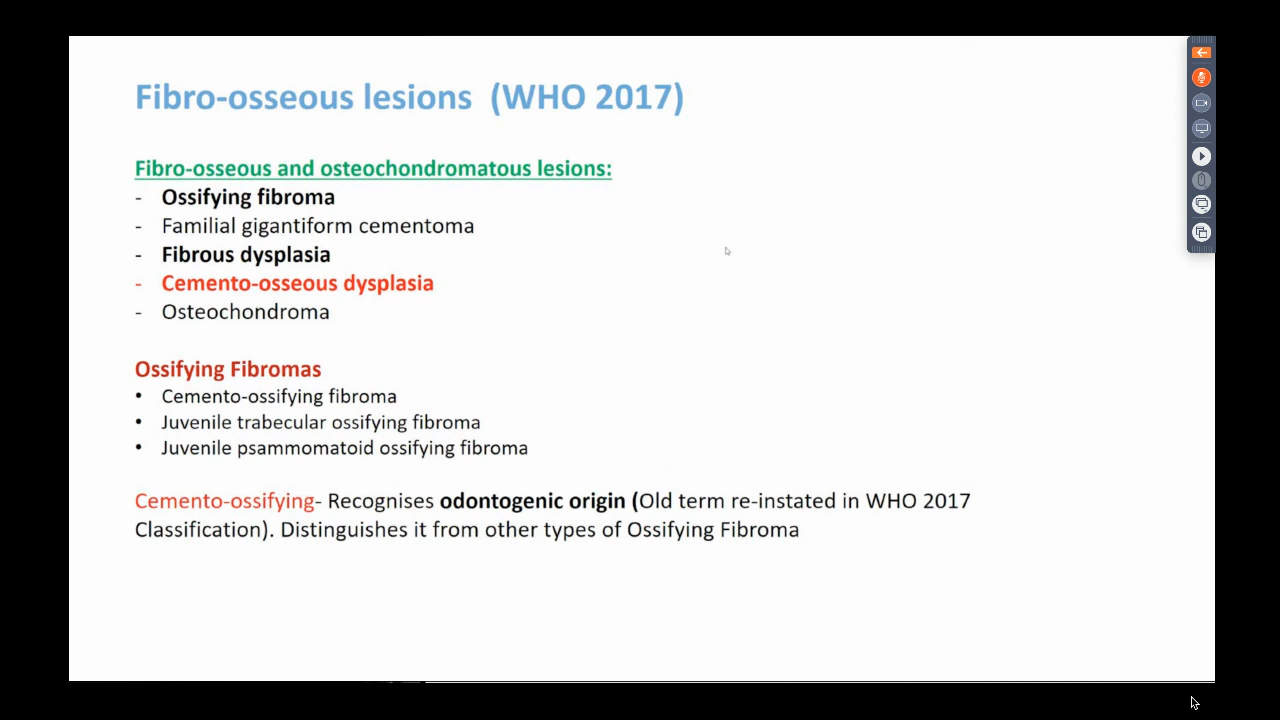 Fibro-osseous lesions (WHO 2017)
Fibro-osseous and osteochondromatous lesions:
- Ossifying fibroma
- Familial gigantiform cementoma
- Fibrous dysplasia
- Cemento-osseous dysplasia
- Osteochondroma
Ossifying Fibromas
• Cemento-ossifying fibroma
• Juvenile trabecular ossifying fibroma
• Juvenile psammomatoid ossifying fibroma
Cemento-ossifying- Recognises odontogenic origin (Old term re-instated in WHO 2017
Classification). Distinguishes it from other types of Ossifying Fibroma